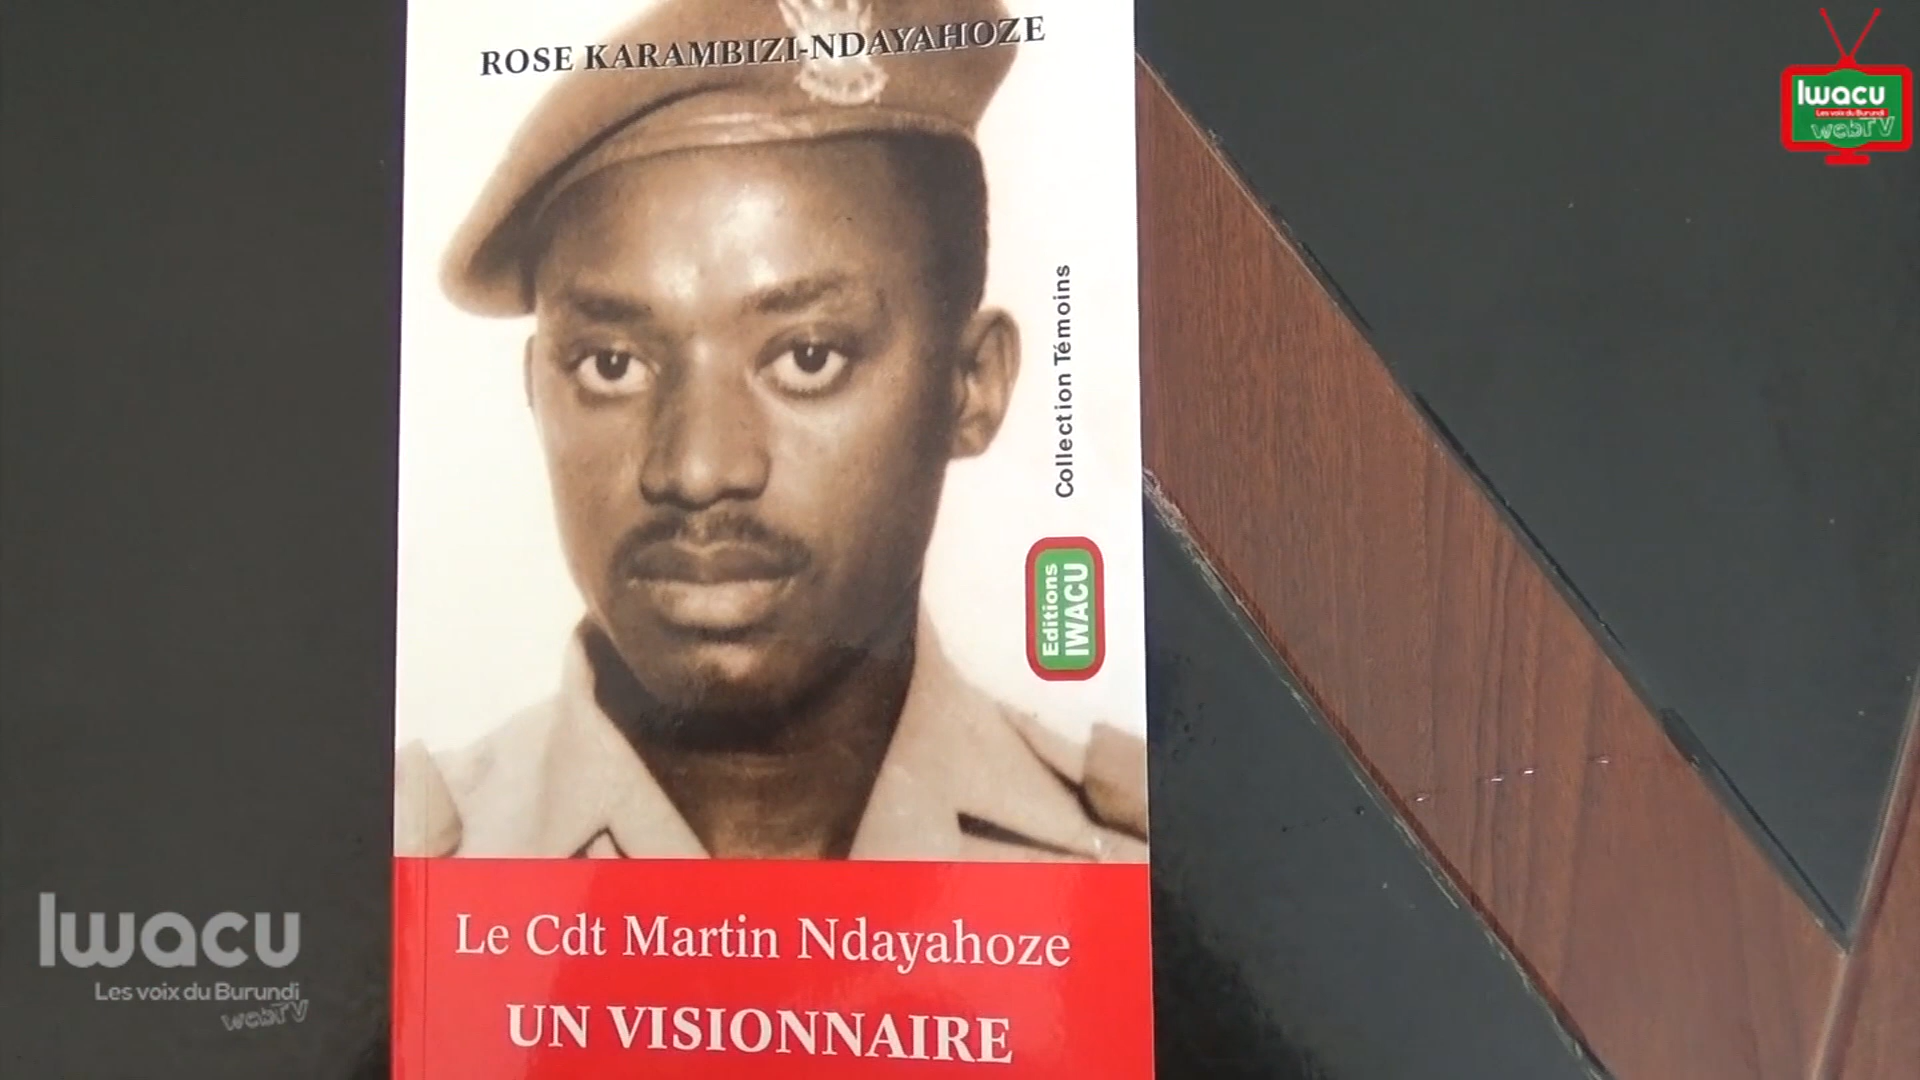 ROSE KARAMBIZI-NDAYAHOZE
Collection Témoins
Editions
IWACU
Le Cdt Martin Ndayahoze
UN VISIONNAIRE
Iwacu
Les voix du Burundi
webTV
Iwacu
Les voix du Burundi
webTV